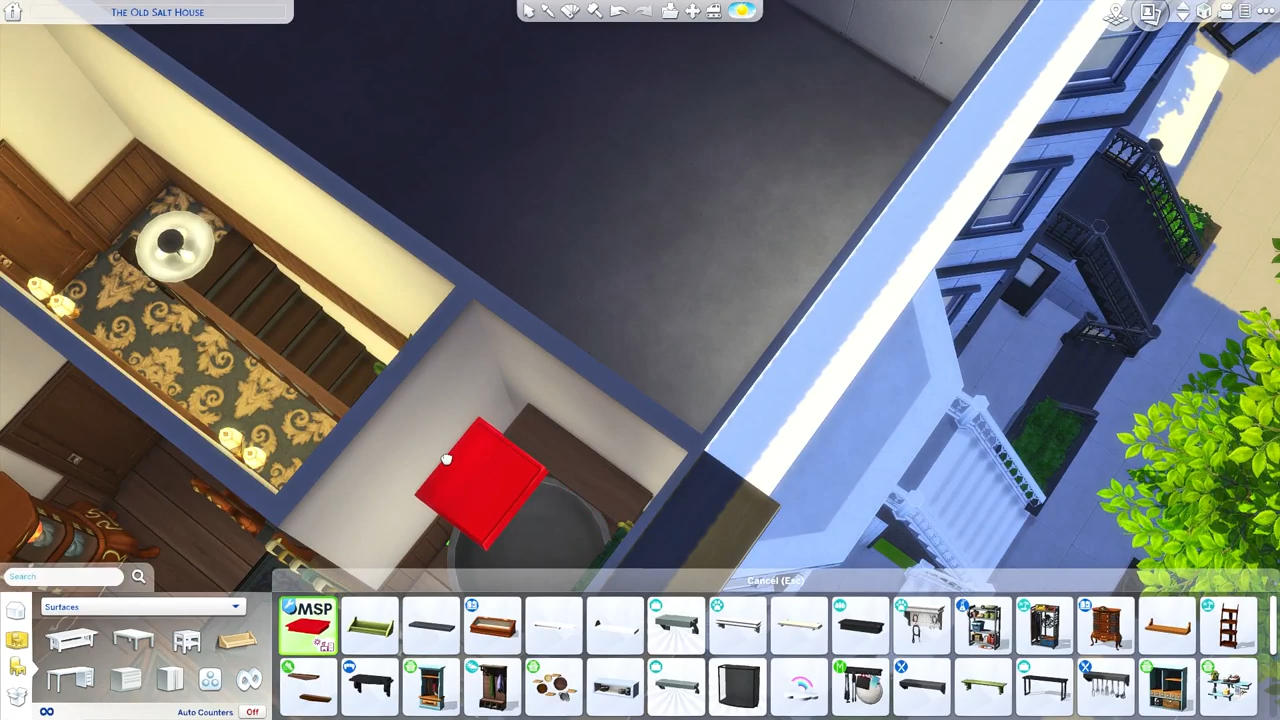 The Old Salt House
Cancel (Esc)
Search
Surfaces
MSP
Auto Counters
Off